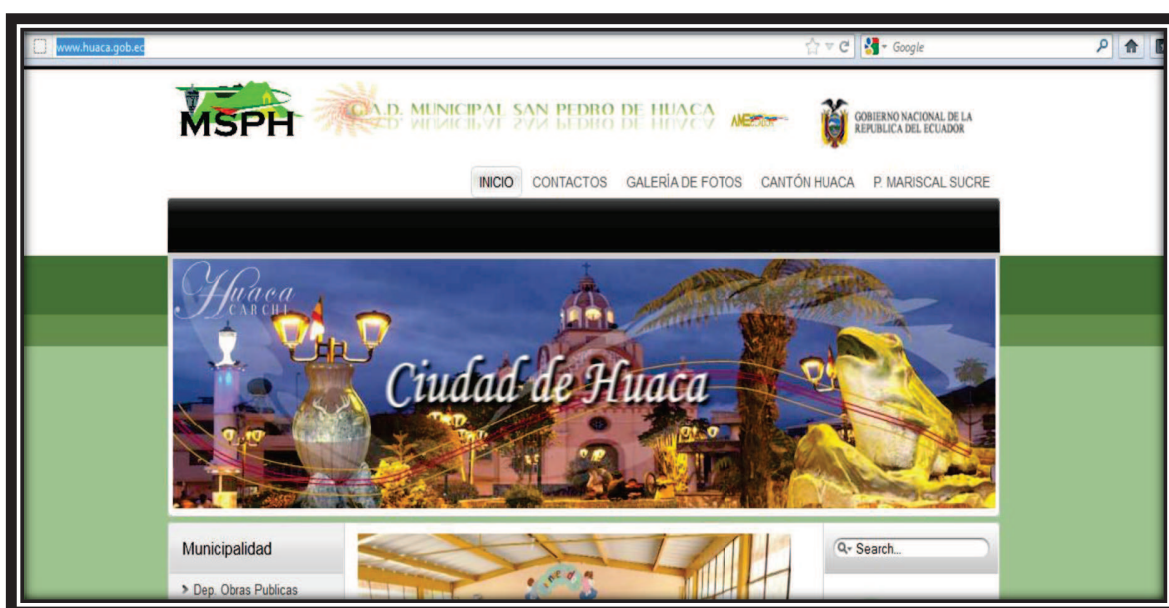 www.huaca.gob.ec
Google
MSPH
G.A.D. MUNICIPAL SAN PEDRO DE HUACA
AME
GOBIERNO NACIONAL DE LA
REPUBLICA DEL ECUADOR
INICIO CONTACTOS GALERÍA DE FOTOS CANTÓN HUACA P. MARISCAL SUCRE
Huaca
CARCHI
Ciudad de Huaca
Municipalidad
Search...
> Dep. Obras Publicas